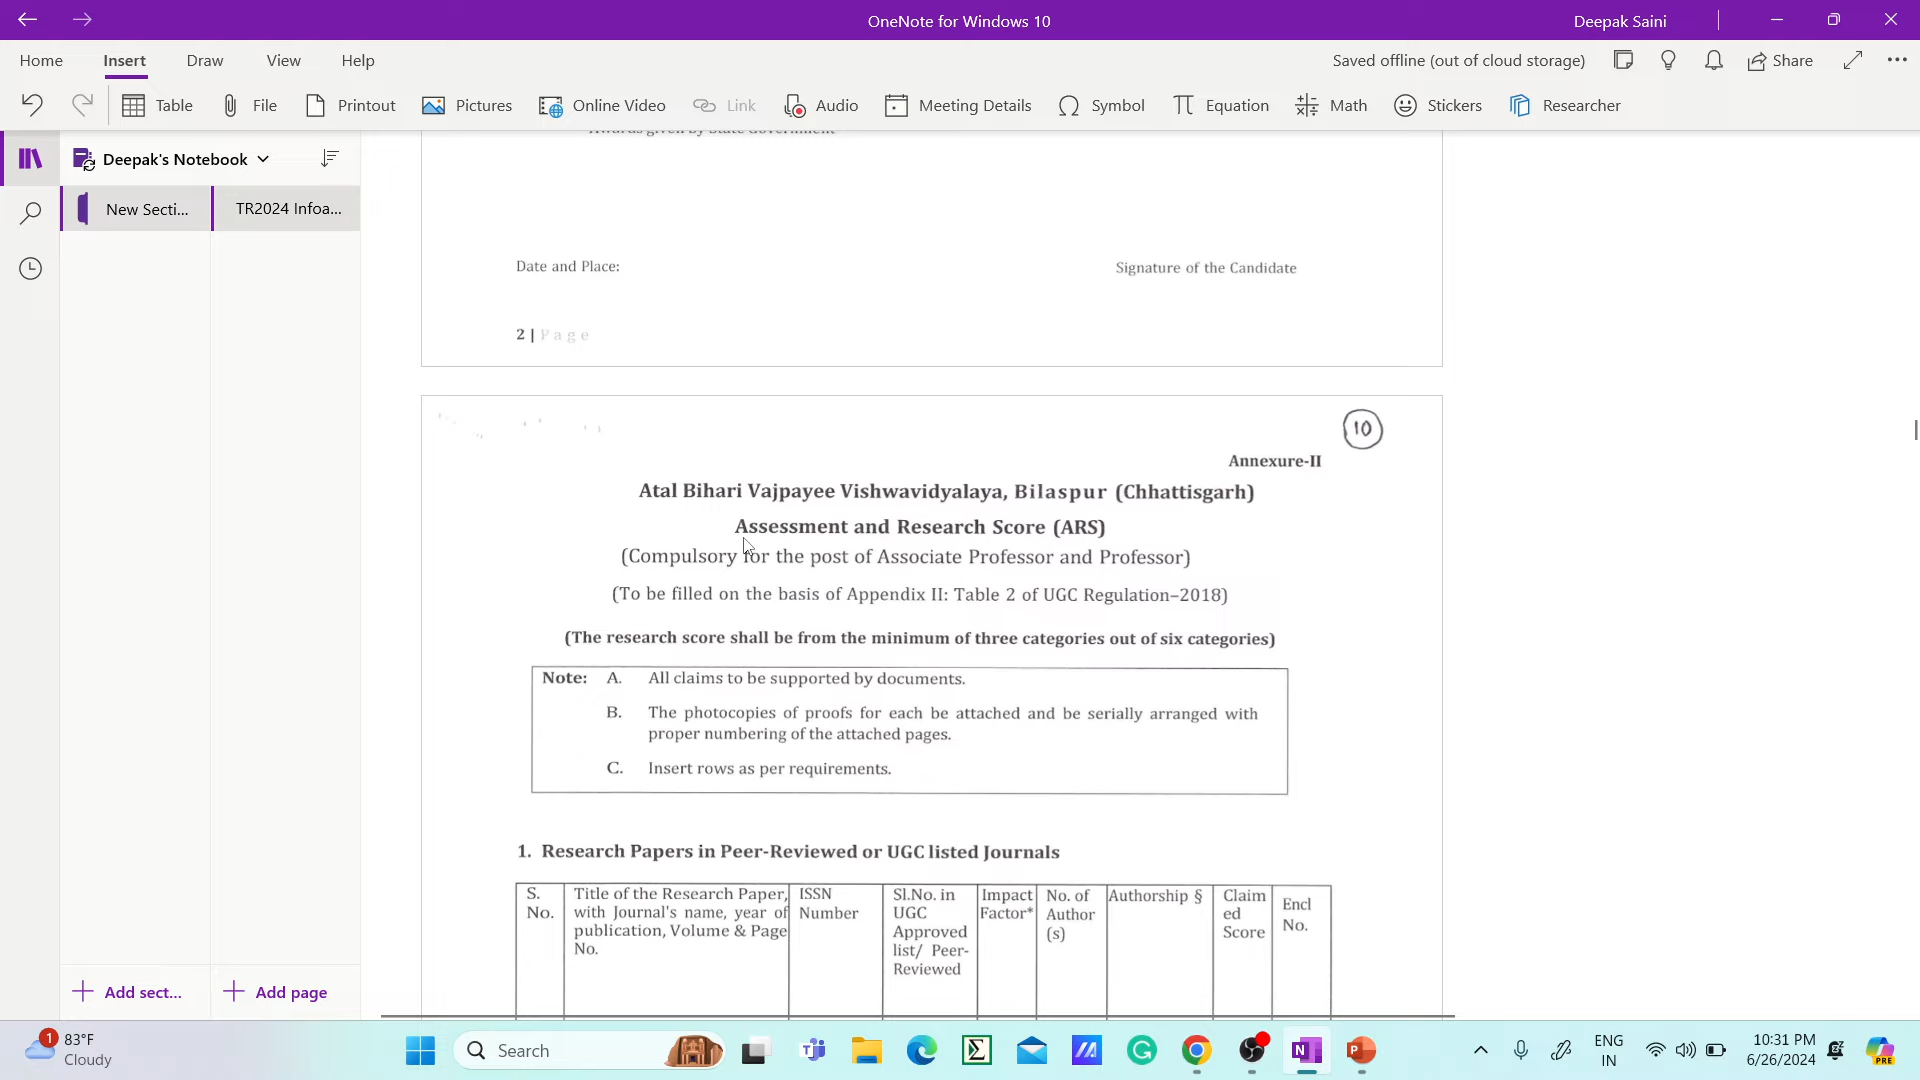 OneNote for Windows 10
Deepak Saini
Home
Insert
Draw
View
Help
Saved offline (out of cloud storage)
Share
Table
File
Printout
Pictures
Online Video
Link
Audio
Meeting Details
Symbol
Equation
Math
Stickers
Researcher
Awards given by State Government
Deepak's Notebook
New Secti...
TR2024 Infoa...
Date and Place:
Signature of the Candidate
2 | Page
10
Annexure-II
Atal Bihari Vajpayee Vishwavidyalaya, Bilaspur (Chhattisgarh)
Assessment and Research Score (ARS)
(Compulsory for the post of Associate Professor and Professor)
(To be filled on the basis of Appendix II: Table 2 of UGC Regulation–2018)
(The research score shall be from the minimum of three categories out of six categories)
Note: A. All claims to be supported by documents.
B. The photocopies of proofs for each be attached and be serially arranged with
proper numbering of the attached pages.
C. Insert rows as per requirements.
1. Research Papers in Peer-Reviewed or UGC listed Journals
S.
No.
Title of the Research Paper,
with Journal's name, year of
publication, Volume & Page
No.
ISSN
Number
Sl.No. in
UGC
Approved
list/ Peer-
Reviewed
Impact
Factor*
No. of
Author
(s)
Authorship §
Claim
ed
Score
Encl
No.
Add sect...
Add page
1
83°F
Cloudy
Search
ENG
IN
10:31 PM
6/26/2024
PRE